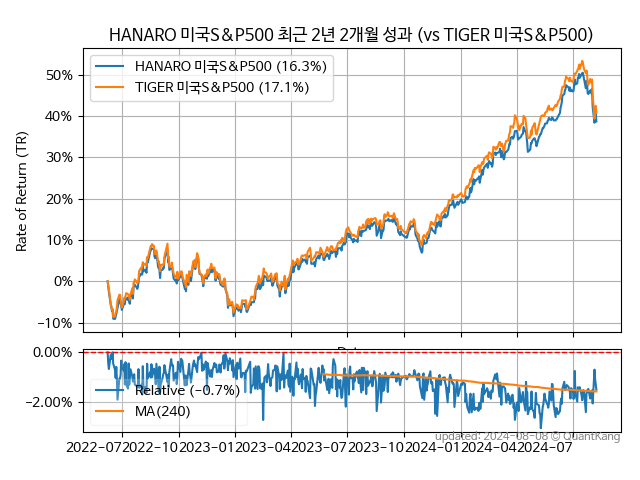 HANARO 미국S&P500 최근 2년 2개월 성과 (vs TIGER 미국S&P500)
HANARO 미국S&P500 (16.3%)
TIGER 미국S&P500 (17.1%)
Rate of Return (TR)
50%
40%
30%
20%
10%
0%
−10%
0.00%
−2.00%
Relative (−0.7%)
MA(240)
2022-07 2022-10 2023-01 2023-04 2023-07 2023-10 2024-01 2024-04 2024-07
updated: 2024-08-08 © QuantKang